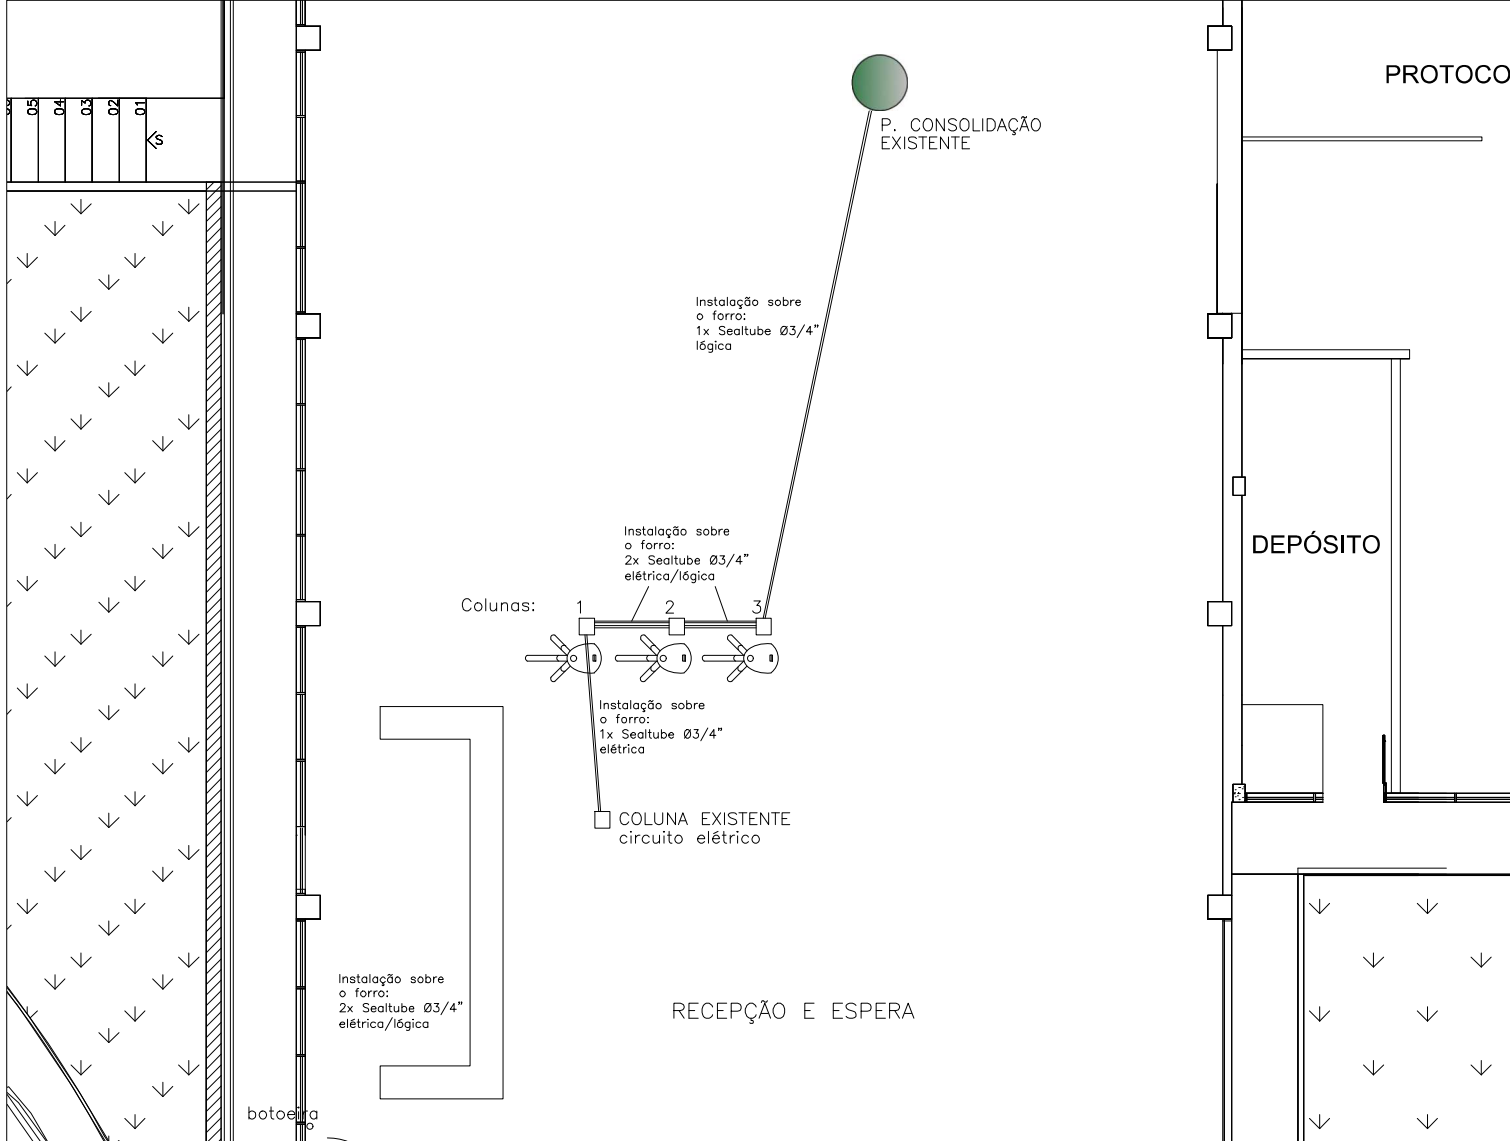 PROTOCO
05
04
03
02
01
S
P. CONSOLIDAÇÃO
EXISTENTE
Instalação sobre
o forro:
1x Sealtube Ø3/4"
lógica
Instalação sobre
o forro:
2x Sealtube Ø3/4"
elétrica/lógica
DEPÓSITO
Colunas:
1
2
3
Instalação sobre
o forro:
1x Sealtube Ø3/4"
elétrica
COLUNA EXISTENTE
circuito elétrico
Instalação sobre
o forro:
2x Sealtube Ø3/4"
elétrica/lógica
RECEPÇÃO E ESPERA
botoeira